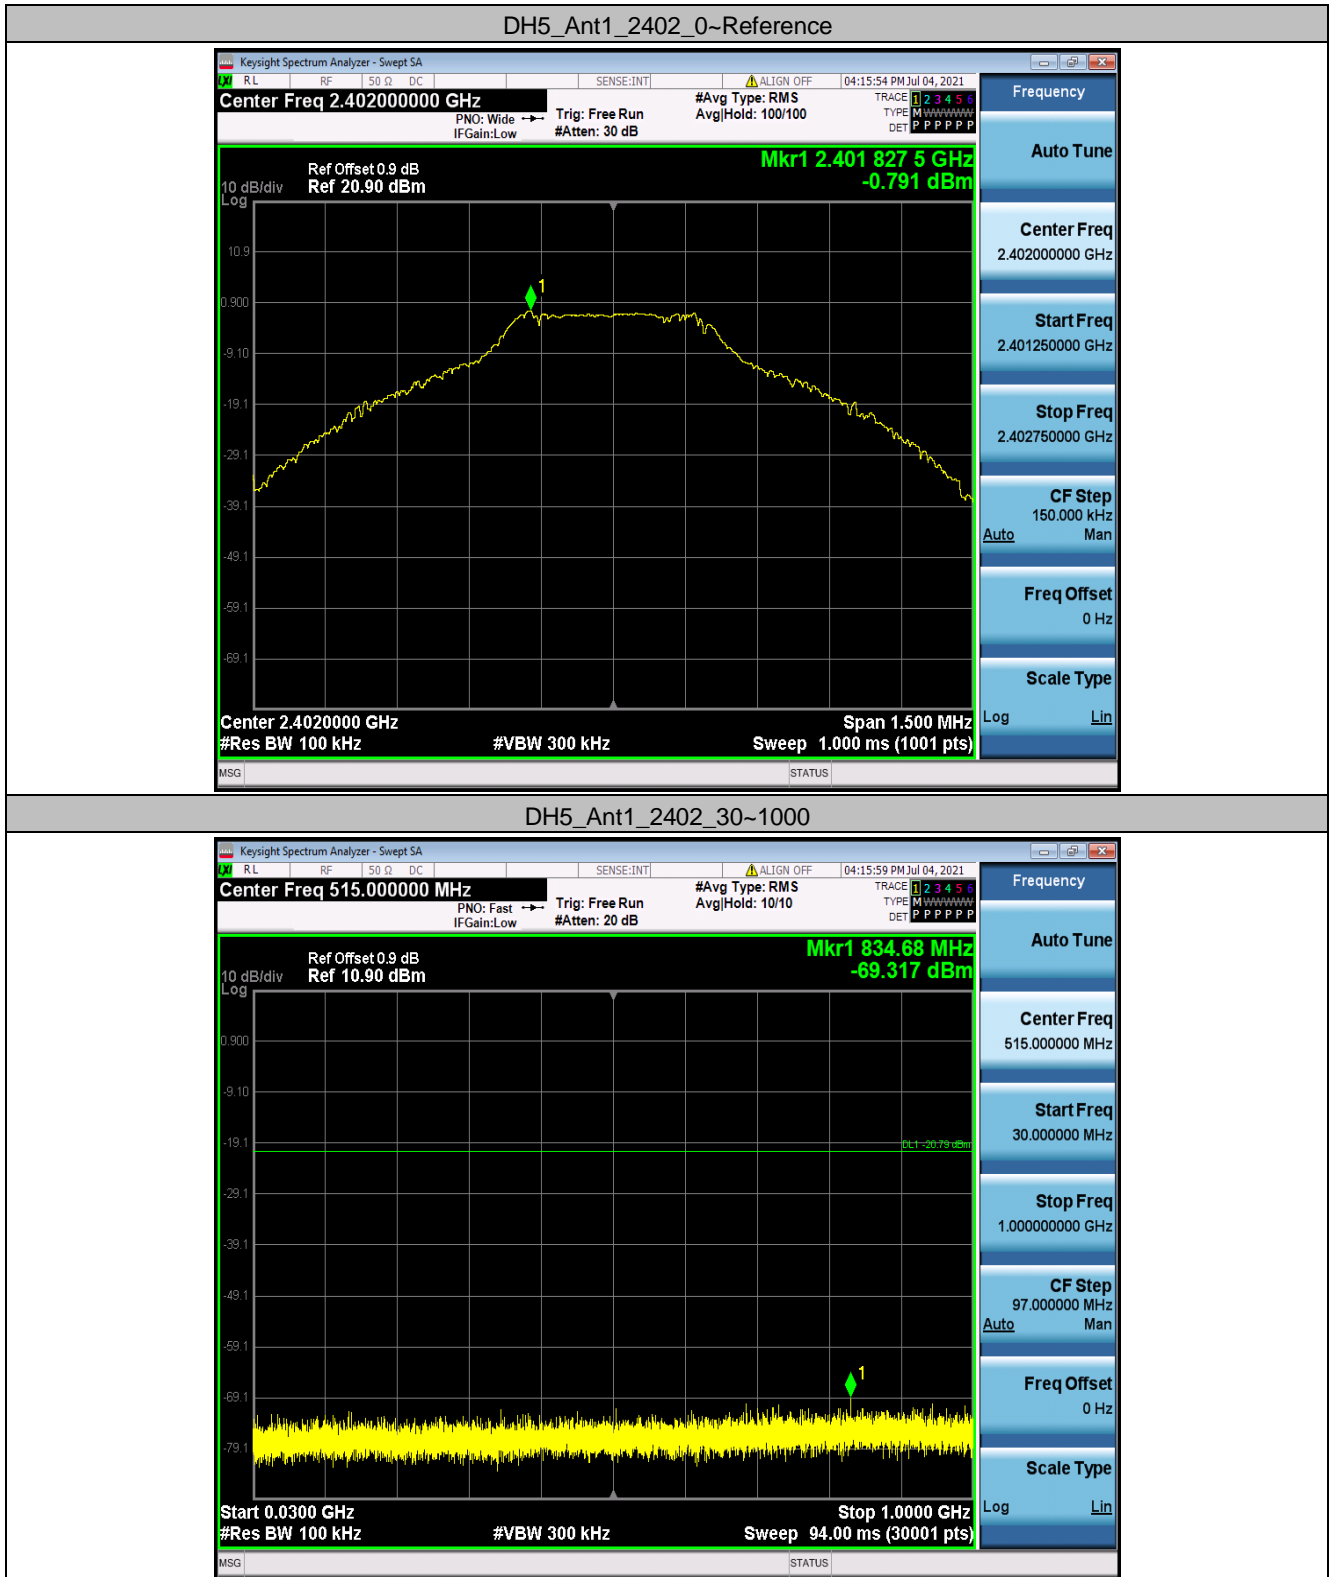 DH5_Ant1_2402_0~Reference
Keysight Spectrum Analyzer - Swept SA
LXI RL RF 50 Ω DC SENSE:INT ALIGN OFF 04:15:54 PM Jul 04, 2021
Center Freq 2.402000000 GHz
PNO: Wide
IFGain:Low
Trig: Free Run
#Atten: 30 dB
#Avg Type: RMS
Avg|Hold: 100/100
TRACE 1 2 3 4 5 6
TYPE M WWWWW
DET P P P P P P
Frequency
Mkr1 2.401 827 5 GHz
-0.791 dBm
Ref Offset 0.9 dB
10 dB/div Ref 20.90 dBm
Log
10.9
0.900
-9.10
-19.1
-29.1
-39.1
-49.1
-59.1
-69.1
1
Center 2.4020000 GHz Span 1.500 MHz
#Res BW 100 kHz #VBW 300 kHz Sweep 1.000 ms (1001 pts)
MSG STATUS
Auto Tune
Center Freq
2.402000000 GHz
Start Freq
2.401250000 GHz
Stop Freq
2.402750000 GHz
CF Step
150.000 kHz
Auto Man
Freq Offset
0 Hz
Scale Type
Log Lin
DH5_Ant1_2402_30~1000
Keysight Spectrum Analyzer - Swept SA
LXI RL RF 50 Ω DC SENSE:INT ALIGN OFF 04:15:59 PM Jul 04, 2021
Center Freq 515.000000 MHz
PNO: Fast
IFGain:Low
Trig: Free Run
#Atten: 20 dB
#Avg Type: RMS
Avg|Hold: 10/10
TRACE 1 2 3 4 5 6
TYPE M WWWWW
DET P P P P P P
Frequency
Mkr1 834.68 MHz
-69.317 dBm
Ref Offset 0.9 dB
10 dB/div Ref 10.90 dBm
Log
0.900
-9.10
-19.1
-29.1
-39.1
-49.1
-59.1
-69.1
-79.1
DL1 -20.79 dBm
1
Start 0.0300 GHz Stop 1.0000 GHz
#Res BW 100 kHz #VBW 300 kHz Sweep 94.00 ms (30001 pts)
MSG STATUS
Auto Tune
Center Freq
515.000000 MHz
Start Freq
30.000000 MHz
Stop Freq
1.000000000 GHz
CF Step
97.000000 MHz
Auto Man
Freq Offset
0 Hz
Scale Type
Log Lin